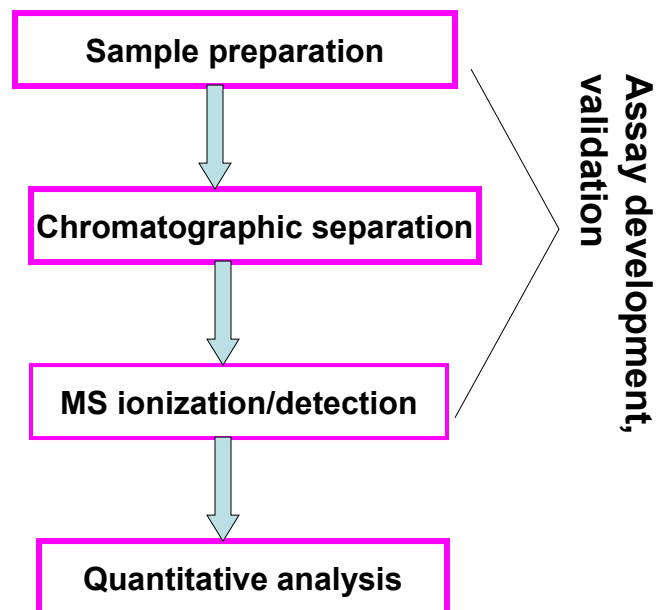 Sample preparation
Chromatographic separation
MS ionization/detection
Quantitative analysis
Assay development,
validation